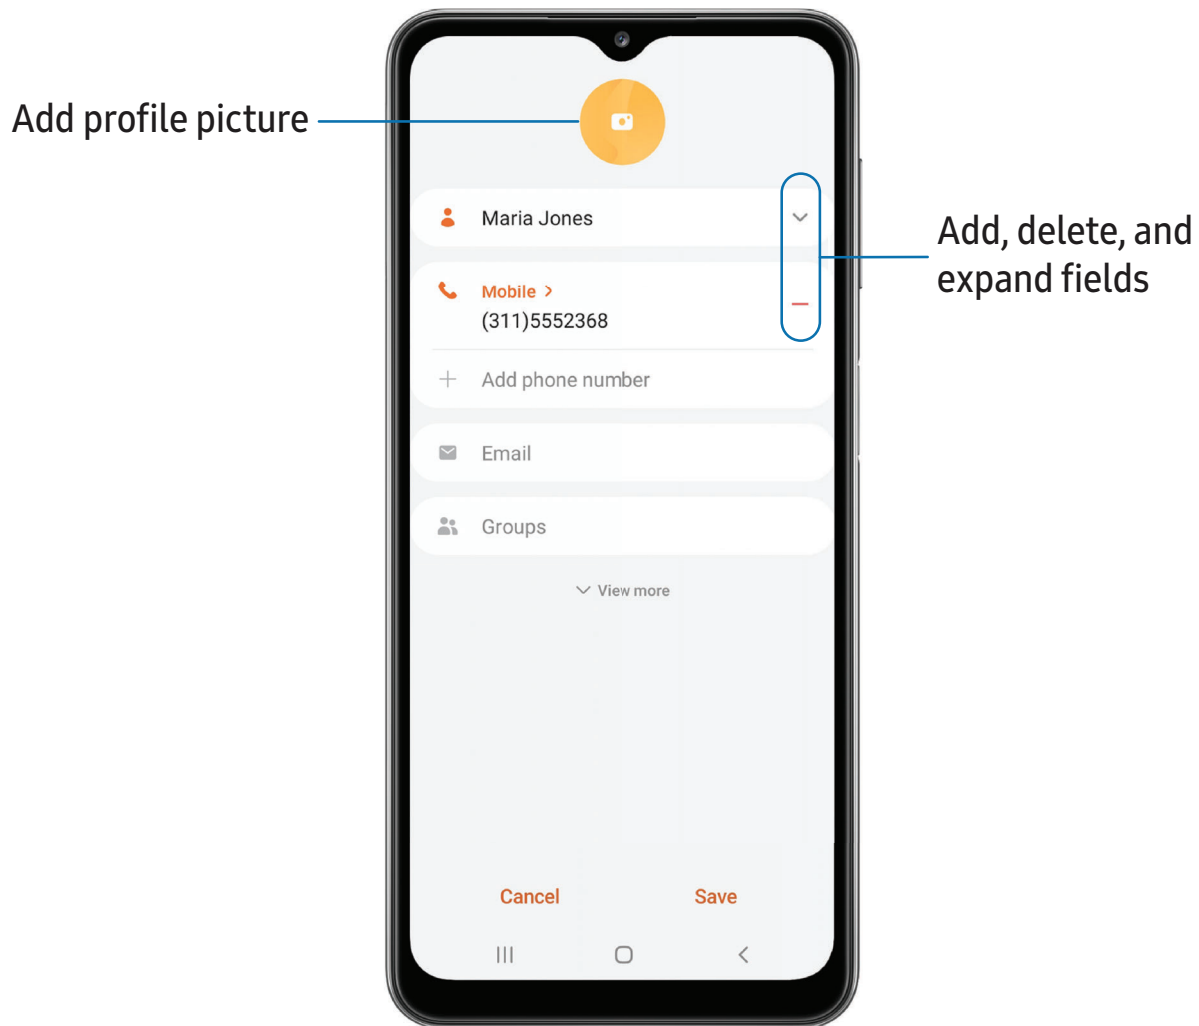 Add profile picture
Maria Jones
Mobile >
(311)5552368
Add phone number
Email
Groups
View more
Cancel
Save
Add, delete, and
expand fields